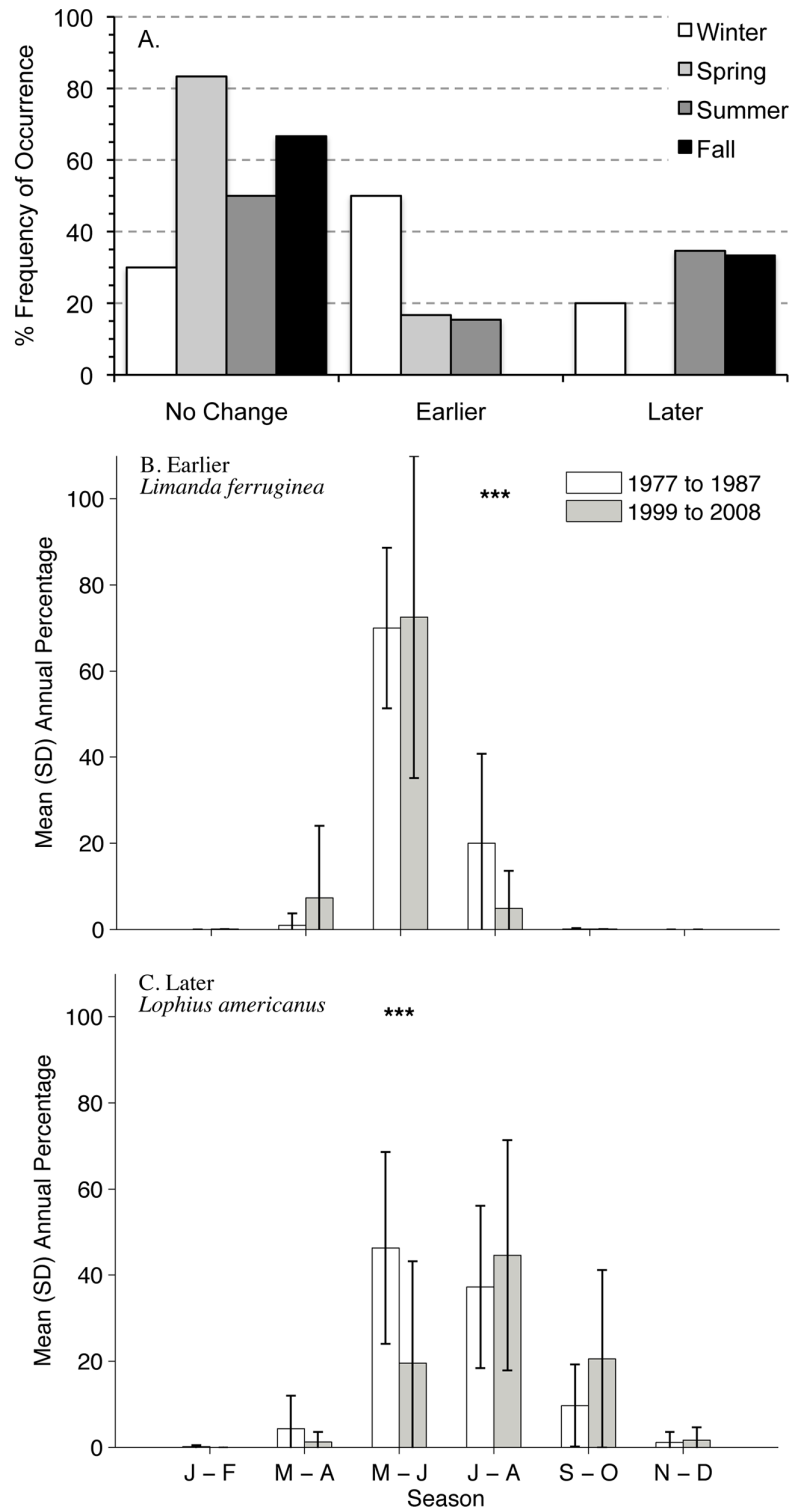 A.
Winter
Spring
Summer
Fall
% Frequency of Occurrence
100
80
60
40
20
0
No Change Earlier Later
B. Earlier
Limanda ferruginea
***
1977 to 1987
1999 to 2008
Mean (SD) Annual Percentage
100
80
60
40
20
0
C. Later
Lophius americanus
***
Mean (SD) Annual Percentage
100
80
60
40
20
0
J – F M – A M – J J – A S – O N – D
Season